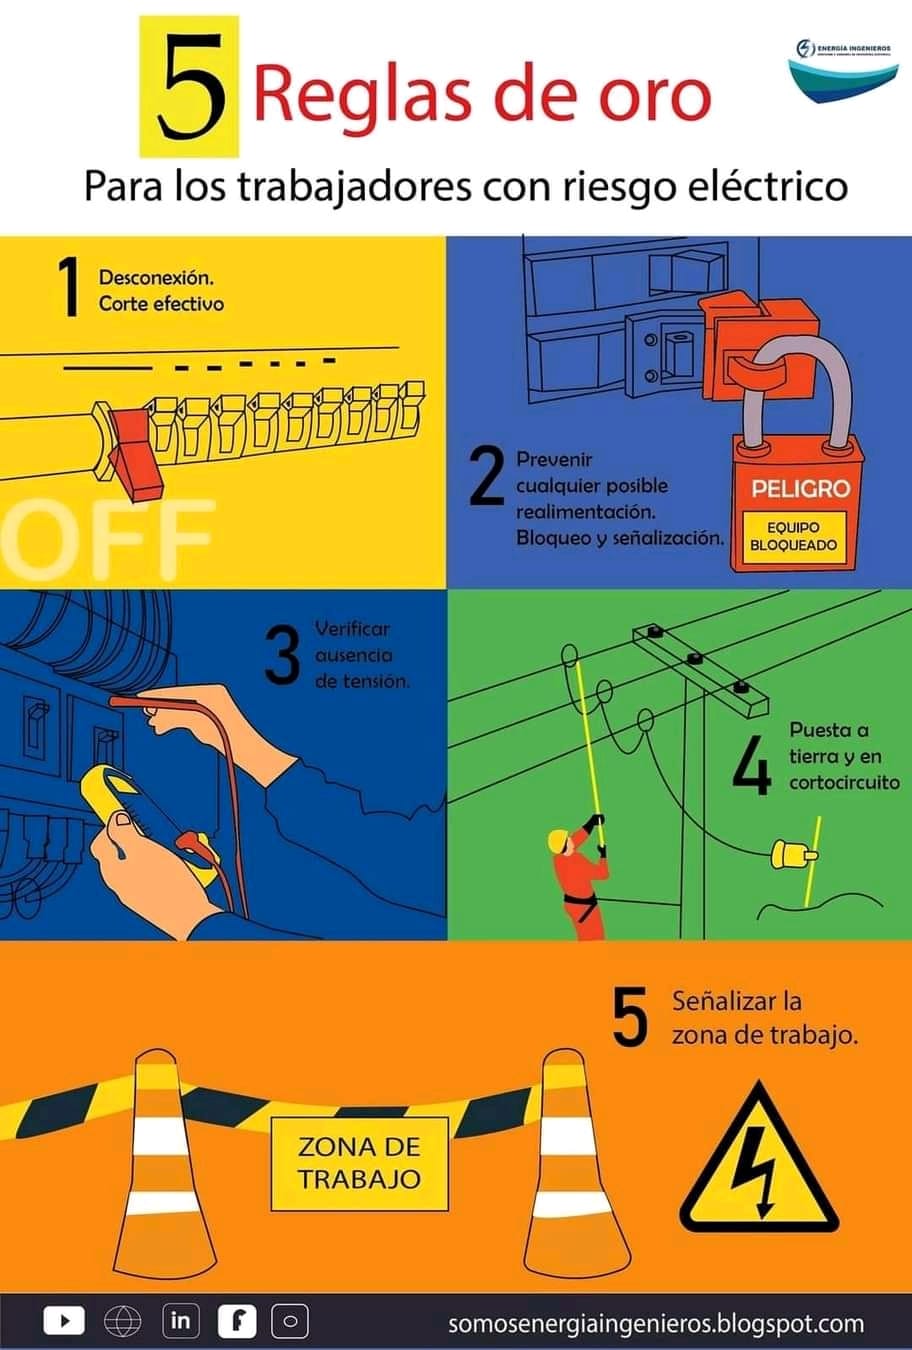 5 Reglas de oro
ENERGÍA INGENIEROS
Para los trabajadores con riesgo eléctrico
1 Desconexión.
Corte efectivo
OFF
2 Prevenir
cualquier posible
realimentación.
Bloqueo y señalización.
PELIGRO
EQUIPO
BLOQUEADO
3 Verificar
ausencia
de tensión.
4 Puesta a
tierra y en
cortocircuito
5 Señalizar la
zona de trabajo.
ZONA DE
TRABAJO
in
somosenergiaingenieros.blogspot.com